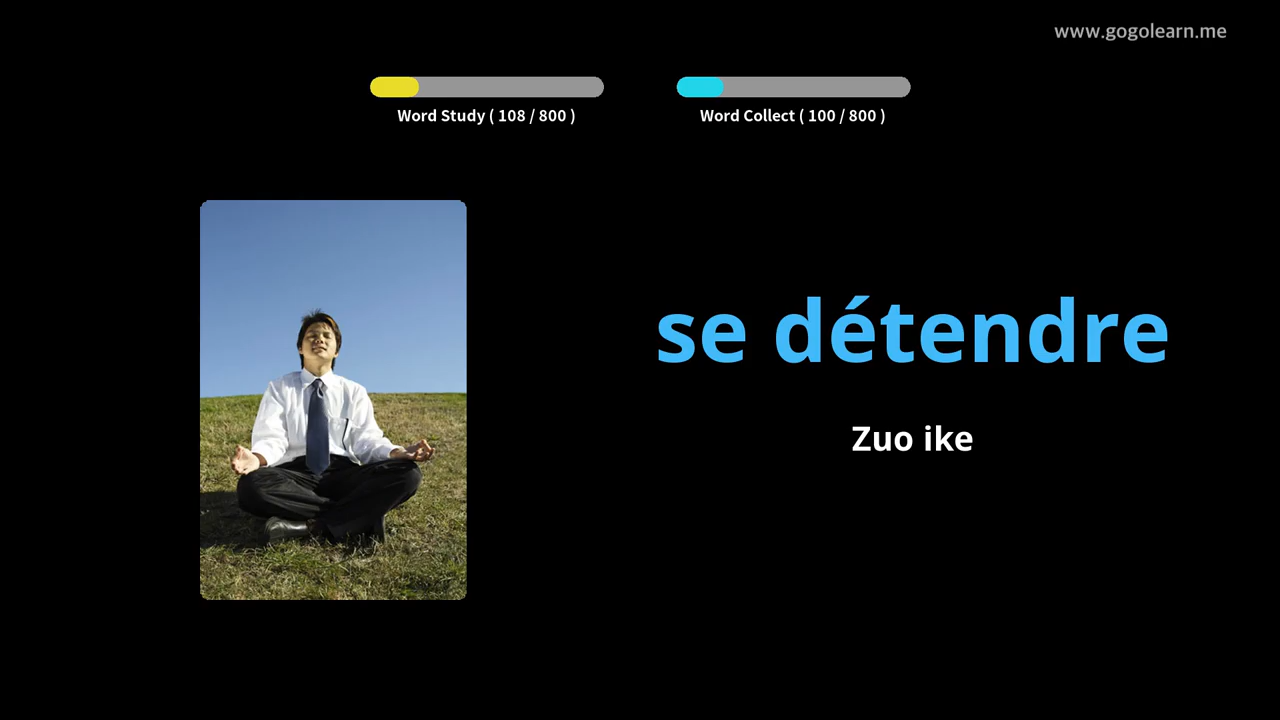 www.gogolearn.me
Word Study ( 108 / 800 )
Word Collect ( 100 / 800 )
se détendre
Zuo ike